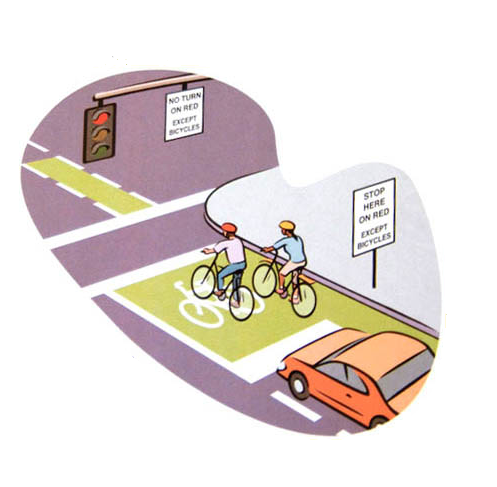 NO TURN
ON RED
EXCEPT
BICYCLES
STOP
HERE
ON RED
EXCEPT
BICYCLES